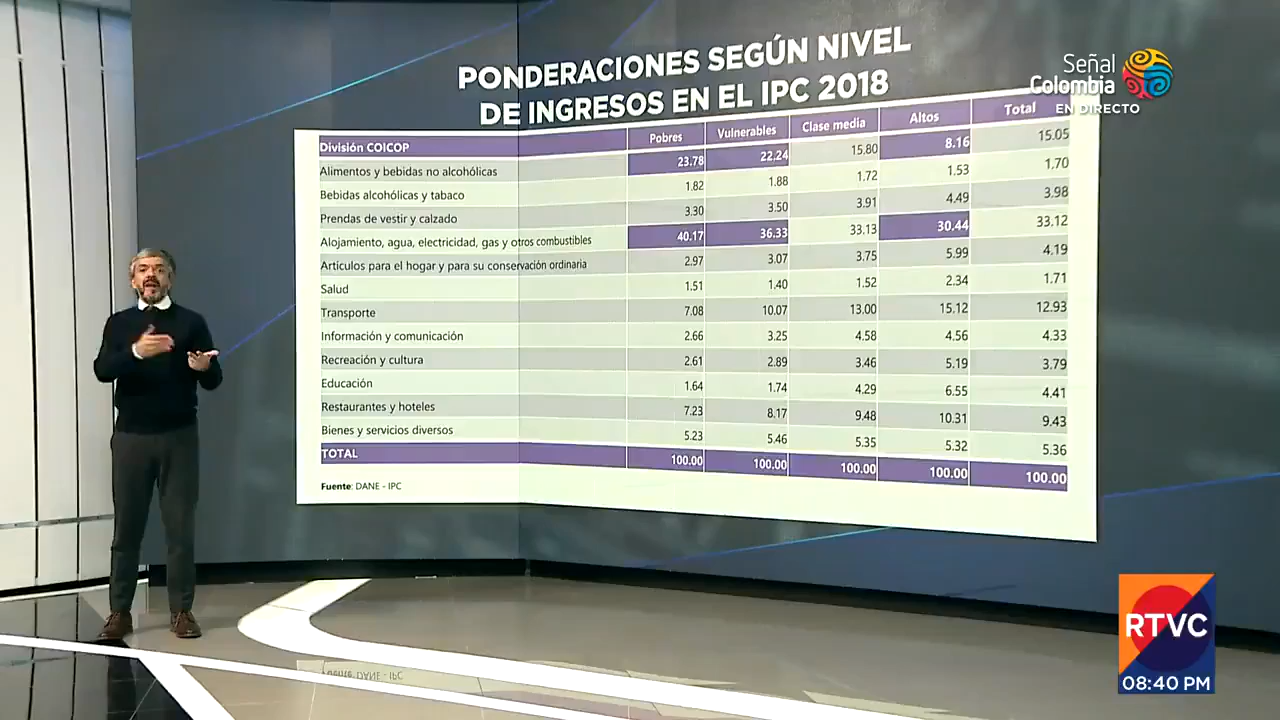 PONDERACIONES SEGÚN NIVEL
DE INGRESOS EN EL IPC 2018
Señal
Colombia
EN DIRECTO
División COICOP Pobres Vulnerables Clase media Altos Total
Alimentos y bebidas no alcohólicas 23.78 22.24 15.80 8.16 15.05
Bebidas alcohólicas y tabaco 1.82 1.88 1.72 1.53 1.70
Prendas de vestir y calzado 3.30 3.50 3.91 4.49 3.98
Alojamiento, agua, electricidad, gas y otros combustibles 40.17 36.33 33.13 30.44 33.12
Artículos para el hogar y para su conservación ordinaria 2.97 3.07 3.75 5.99 4.19
Salud 1.51 1.40 1.52 2.34 1.71
Transporte 7.08 10.07 13.00 15.12 12.93
Información y comunicación 2.66 3.25 4.58 4.56 4.33
Recreación y cultura 2.61 2.89 3.46 5.19 3.79
Educación 1.64 1.74 4.29 6.55 4.41
Restaurantes y hoteles 7.23 8.17 9.48 10.31 9.43
Bienes y servicios diversos 5.23 5.46 5.35 5.32 5.36
TOTAL 100.00 100.00 100.00 100.00 100.00
Fuente: DANE - IPC
RTVC
08:40 PM